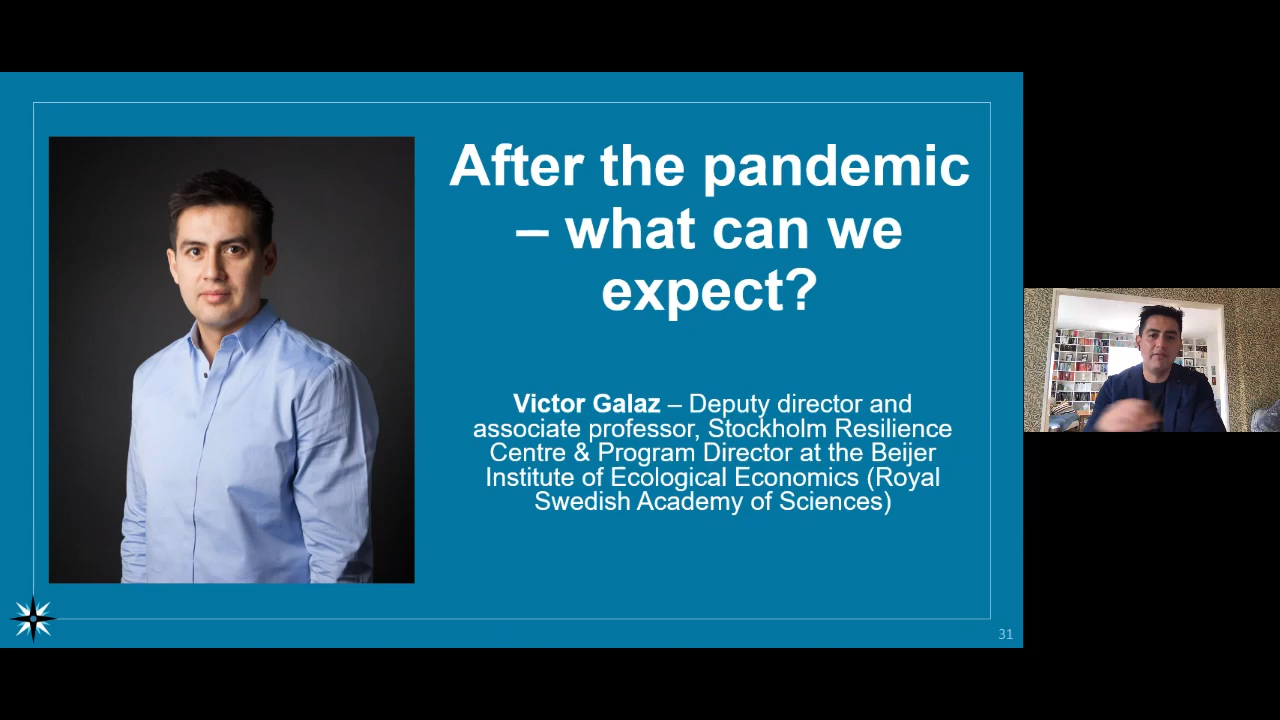 After the pandemic
– what can we
expect?
Victor Galaz – Deputy director and
associate professor, Stockholm Resilience
Centre & Program Director at the Beijer
Institute of Ecological Economics (Royal
Swedish Academy of Sciences)
31